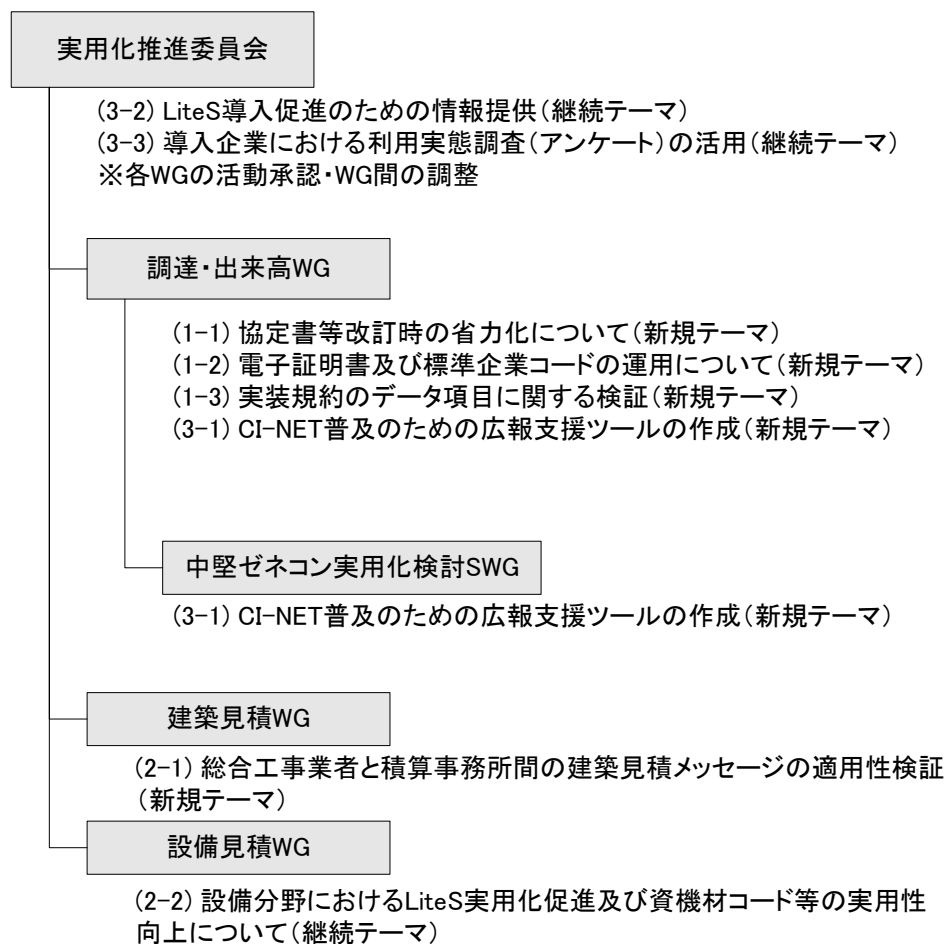 実用化推進委員会
(3-2) LiteS導入促進のための情報提供(継続テーマ)
(3-3) 導入企業における利用実態調査(アンケート)の活用(継続テーマ)
※各WGの活動承認・WG間の調整
調達・出来高WG
(1-1) 協定書等改訂時の省力化について(新規テーマ)
(1-2) 電子証明書及び標準企業コードの運用について(新規テーマ)
(1-3) 実装規約のデータ項目に関する検証(新規テーマ)
(3-1) CI-NET普及のための広報支援ツールの作成(新規テーマ)
中堅ゼネコン実用化検討SWG
(3-1) CI-NET普及のための広報支援ツールの作成(新規テーマ)
建築見積WG
(2-1) 総合工事業者と積算事務所間の建築見積メッセージの適用性検証
(新規テーマ)
設備見積WG
(2-2) 設備分野におけるLiteS実用化促進及び資機材コード等の実用性
向上について(継続テーマ)